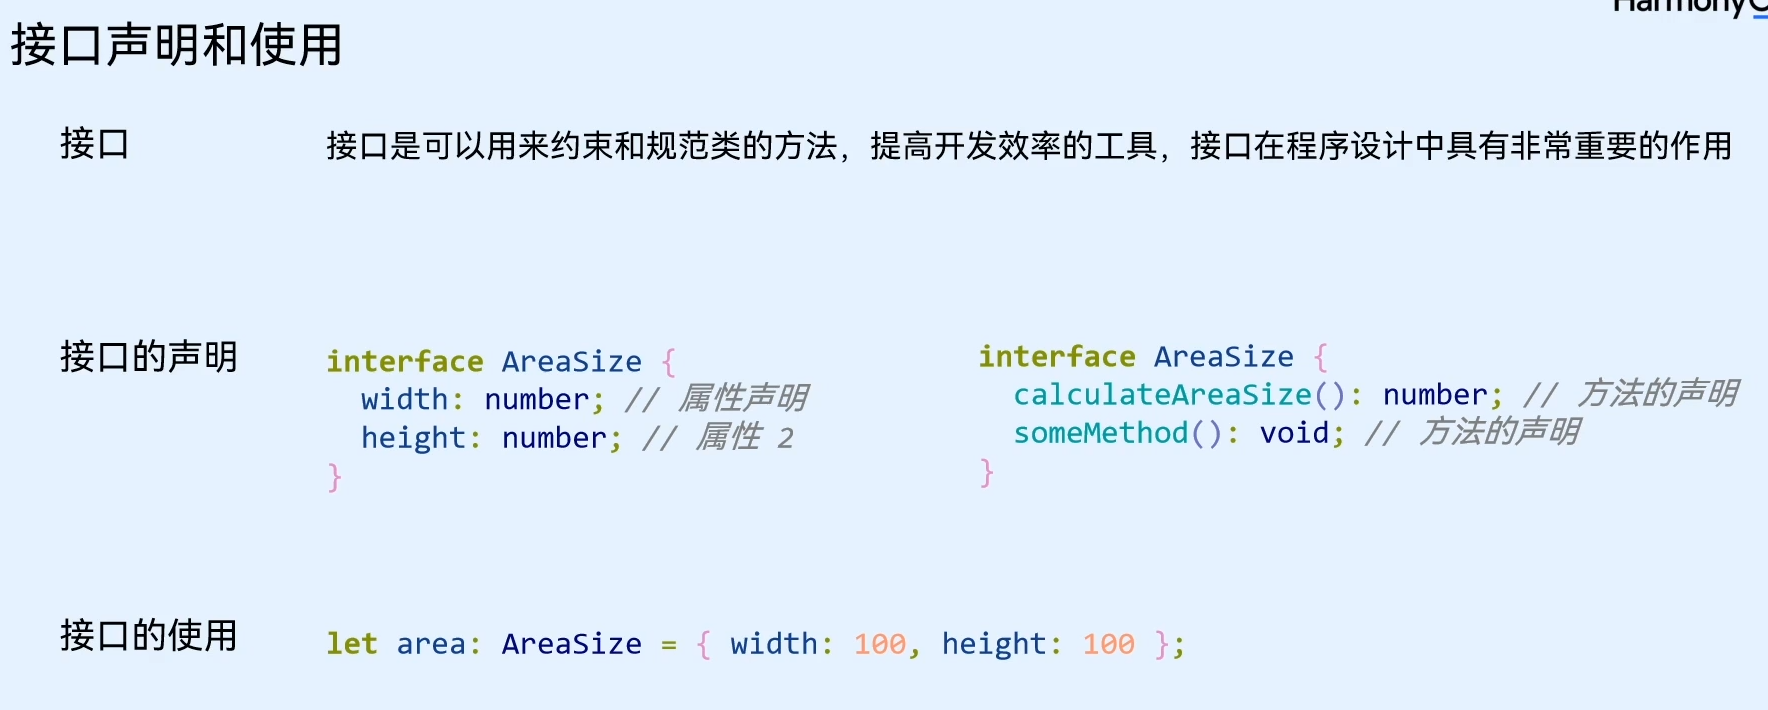 接口声明和使用
接口
接口是可以用来约束和规范类的方法，提高开发效率的工具，接口在程序设计中具有非常重要的作用
接口的声明
interface AreaSize {
  width: number; // 属性声明
  height: number; // 属性 2
}
interface AreaSize {
  calculateAreaSize(): number; // 方法的声明
  someMethod(): void; // 方法的声明
}
接口的使用
let area: AreaSize = { width: 100, height: 100 };